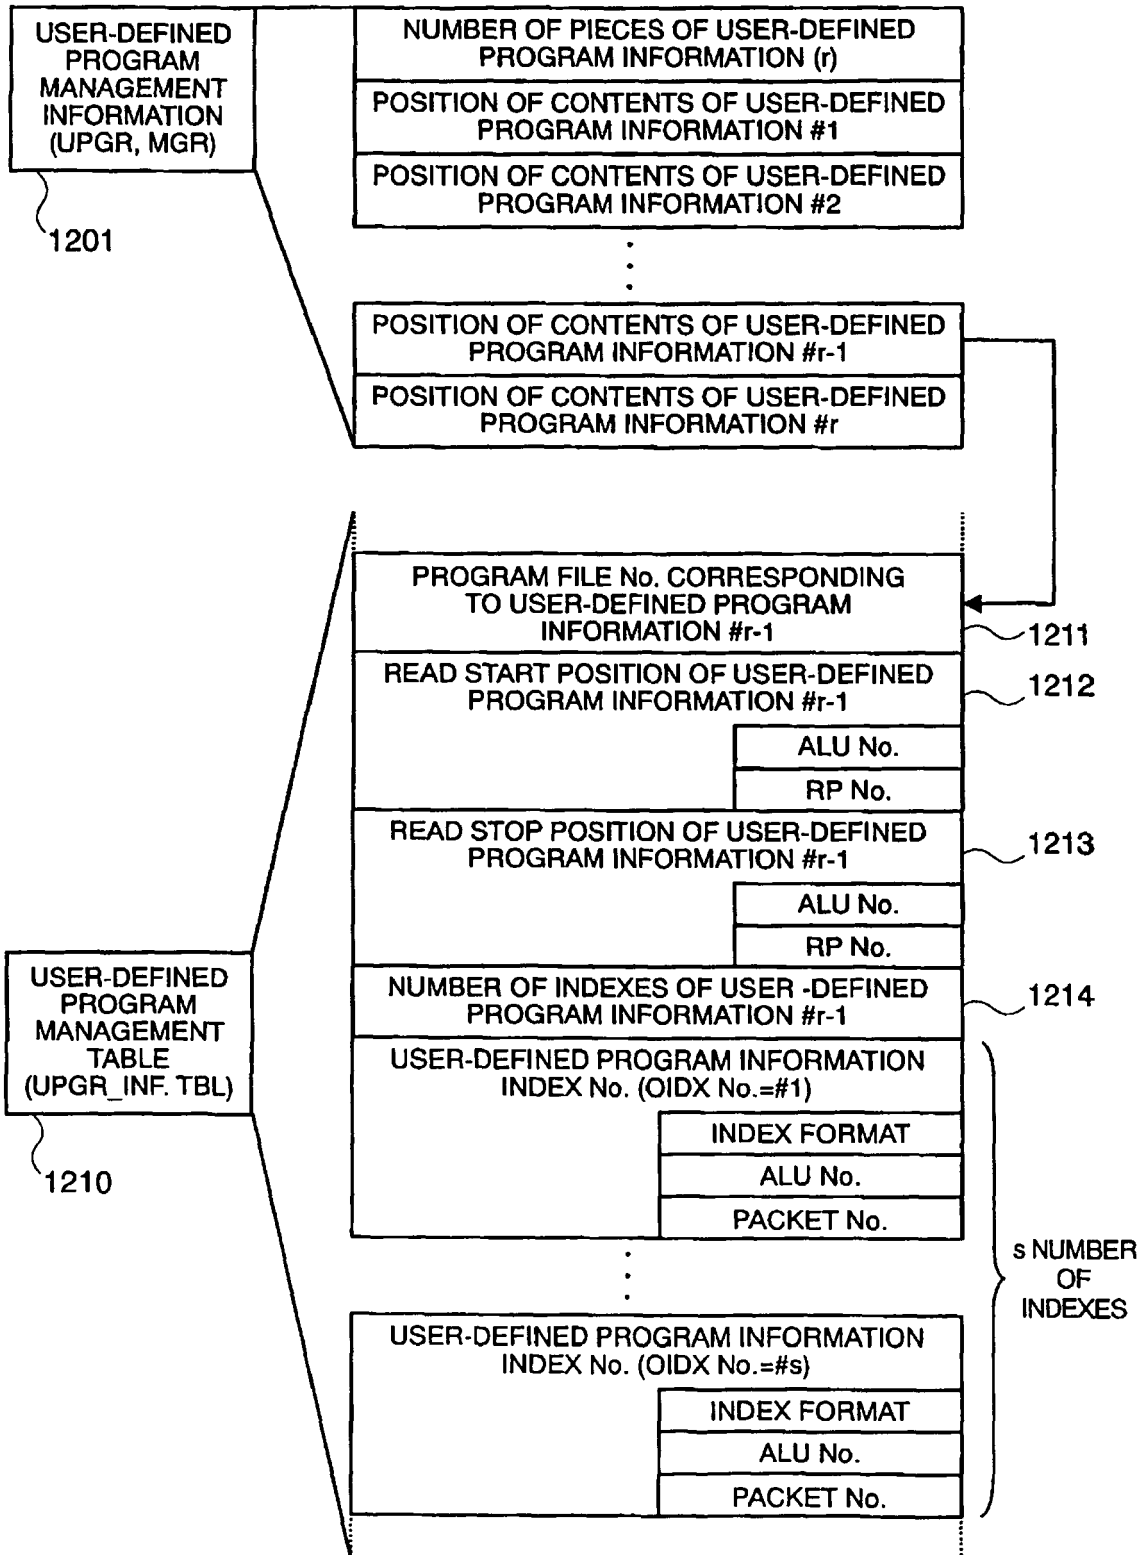 USER-DEFINED
PROGRAM
MANAGEMENT
INFORMATION
(UPGR, MGR)
1201
NUMBER OF PIECES OF USER-DEFINED
PROGRAM INFORMATION (r)
POSITION OF CONTENTS OF USER-DEFINED
PROGRAM INFORMATION #1
POSITION OF CONTENTS OF USER-DEFINED
PROGRAM INFORMATION #2
POSITION OF CONTENTS OF USER-DEFINED
PROGRAM INFORMATION #r-1
POSITION OF CONTENTS OF USER-DEFINED
PROGRAM INFORMATION #r
PROGRAM FILE No. CORRESPONDING
TO USER-DEFINED PROGRAM
INFORMATION #r-1
1211
READ START POSITION OF USER-DEFINED
PROGRAM INFORMATION #r-1
1212
ALU No.
RP No.
READ STOP POSITION OF USER-DEFINED
PROGRAM INFORMATION #r-1
1213
ALU No.
RP No.
USER-DEFINED
PROGRAM
MANAGEMENT
TABLE
(UPGR_INF. TBL)
1210
NUMBER OF INDEXES OF USER -DEFINED
PROGRAM INFORMATION #r-1
1214
USER-DEFINED PROGRAM INFORMATION
INDEX No. (OIDX No.=#1)
INDEX FORMAT
ALU No.
PACKET No.
s NUMBER
OF
INDEXES
USER-DEFINED PROGRAM INFORMATION
INDEX No. (OIDX No.=#s)
INDEX FORMAT
ALU No.
PACKET No.